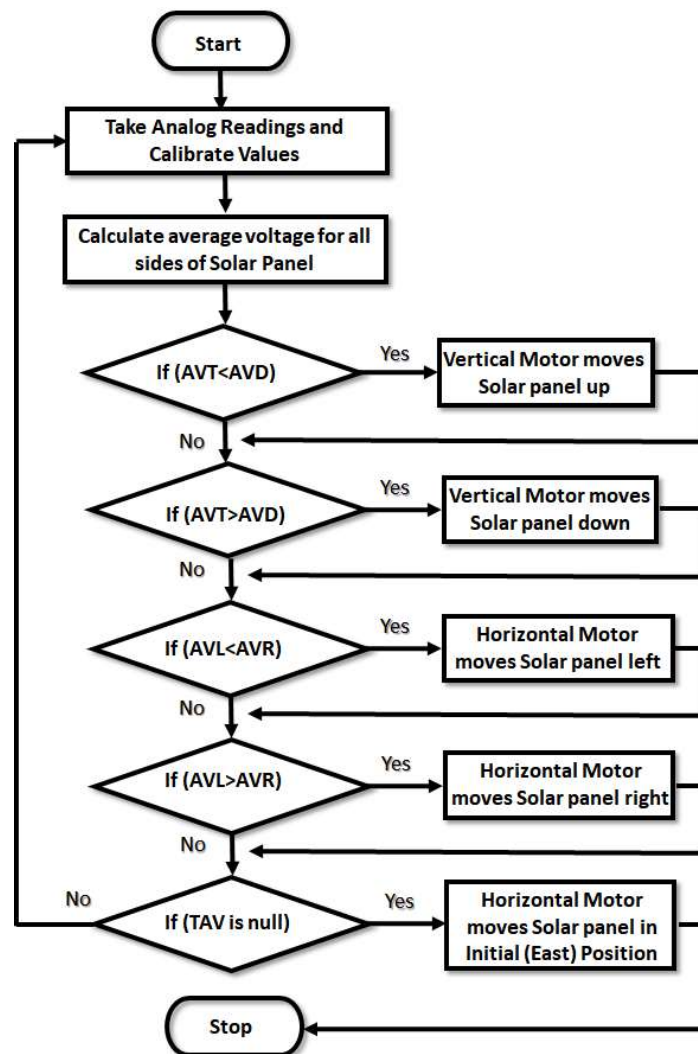 Start
Take Analog Readings and
Calibrate Values
Calculate average voltage for all
sides of Solar Panel
If (AVT<AVD)
Yes
Vertical Motor moves
Solar panel up
No
If (AVT>AVD)
Yes
Vertical Motor moves
Solar panel down
No
If (AVL<AVR)
Yes
Horizontal Motor
moves Solar panel left
No
If (AVL>AVR)
Yes
Horizontal Motor
moves Solar panel right
No
No
If (TAV is null)
Yes
Horizontal Motor
moves Solar panel in
Initial (East) Position
Stop